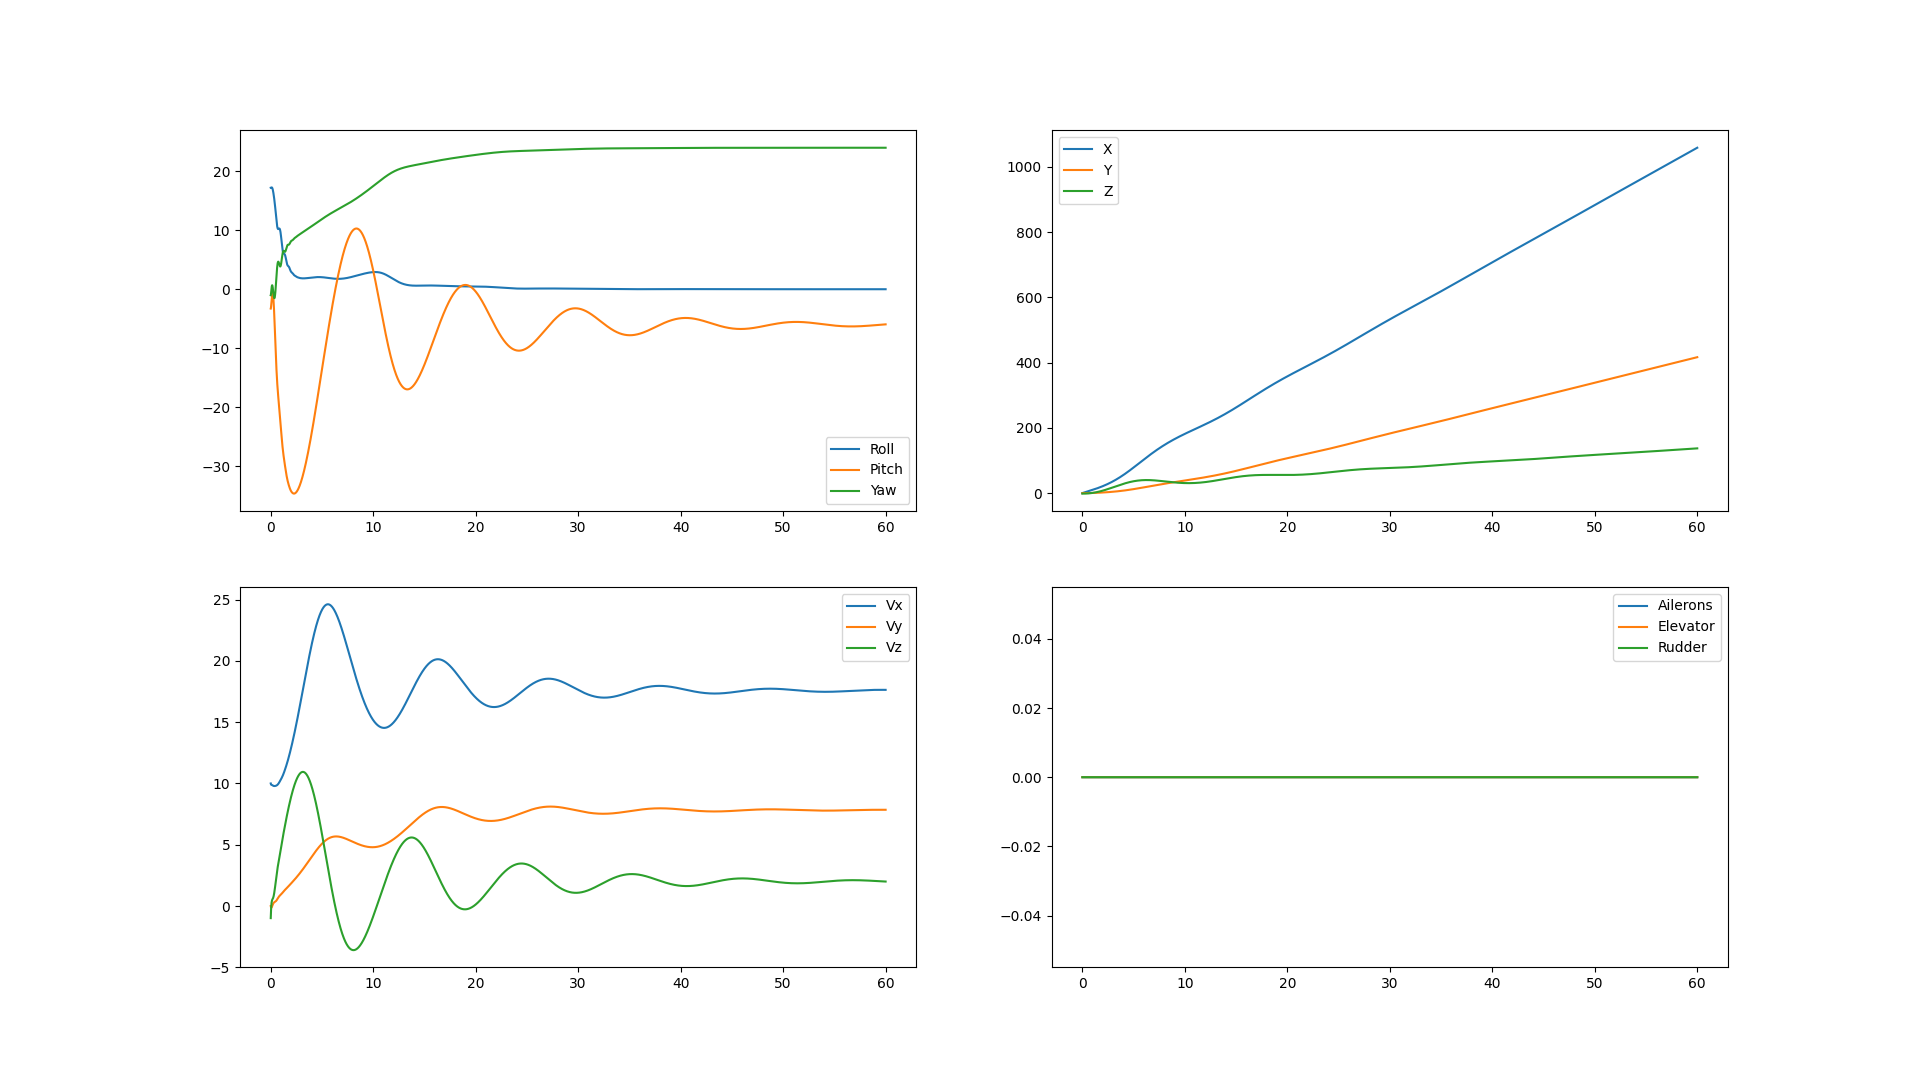 20
10
0
−10
−20
−30
0 10 20 30 40 50 60
Roll
Pitch
Yaw
X
Y
Z
1000
800
600
400
200
0
0 10 20 30 40 50 60
25
20
15
10
5
0
−5
0 10 20 30 40 50 60
Vx
Vy
Vz
0.04
0.02
0.00
−0.02
−0.04
0 10 20 30 40 50 60
Ailerons
Elevator
Rudder